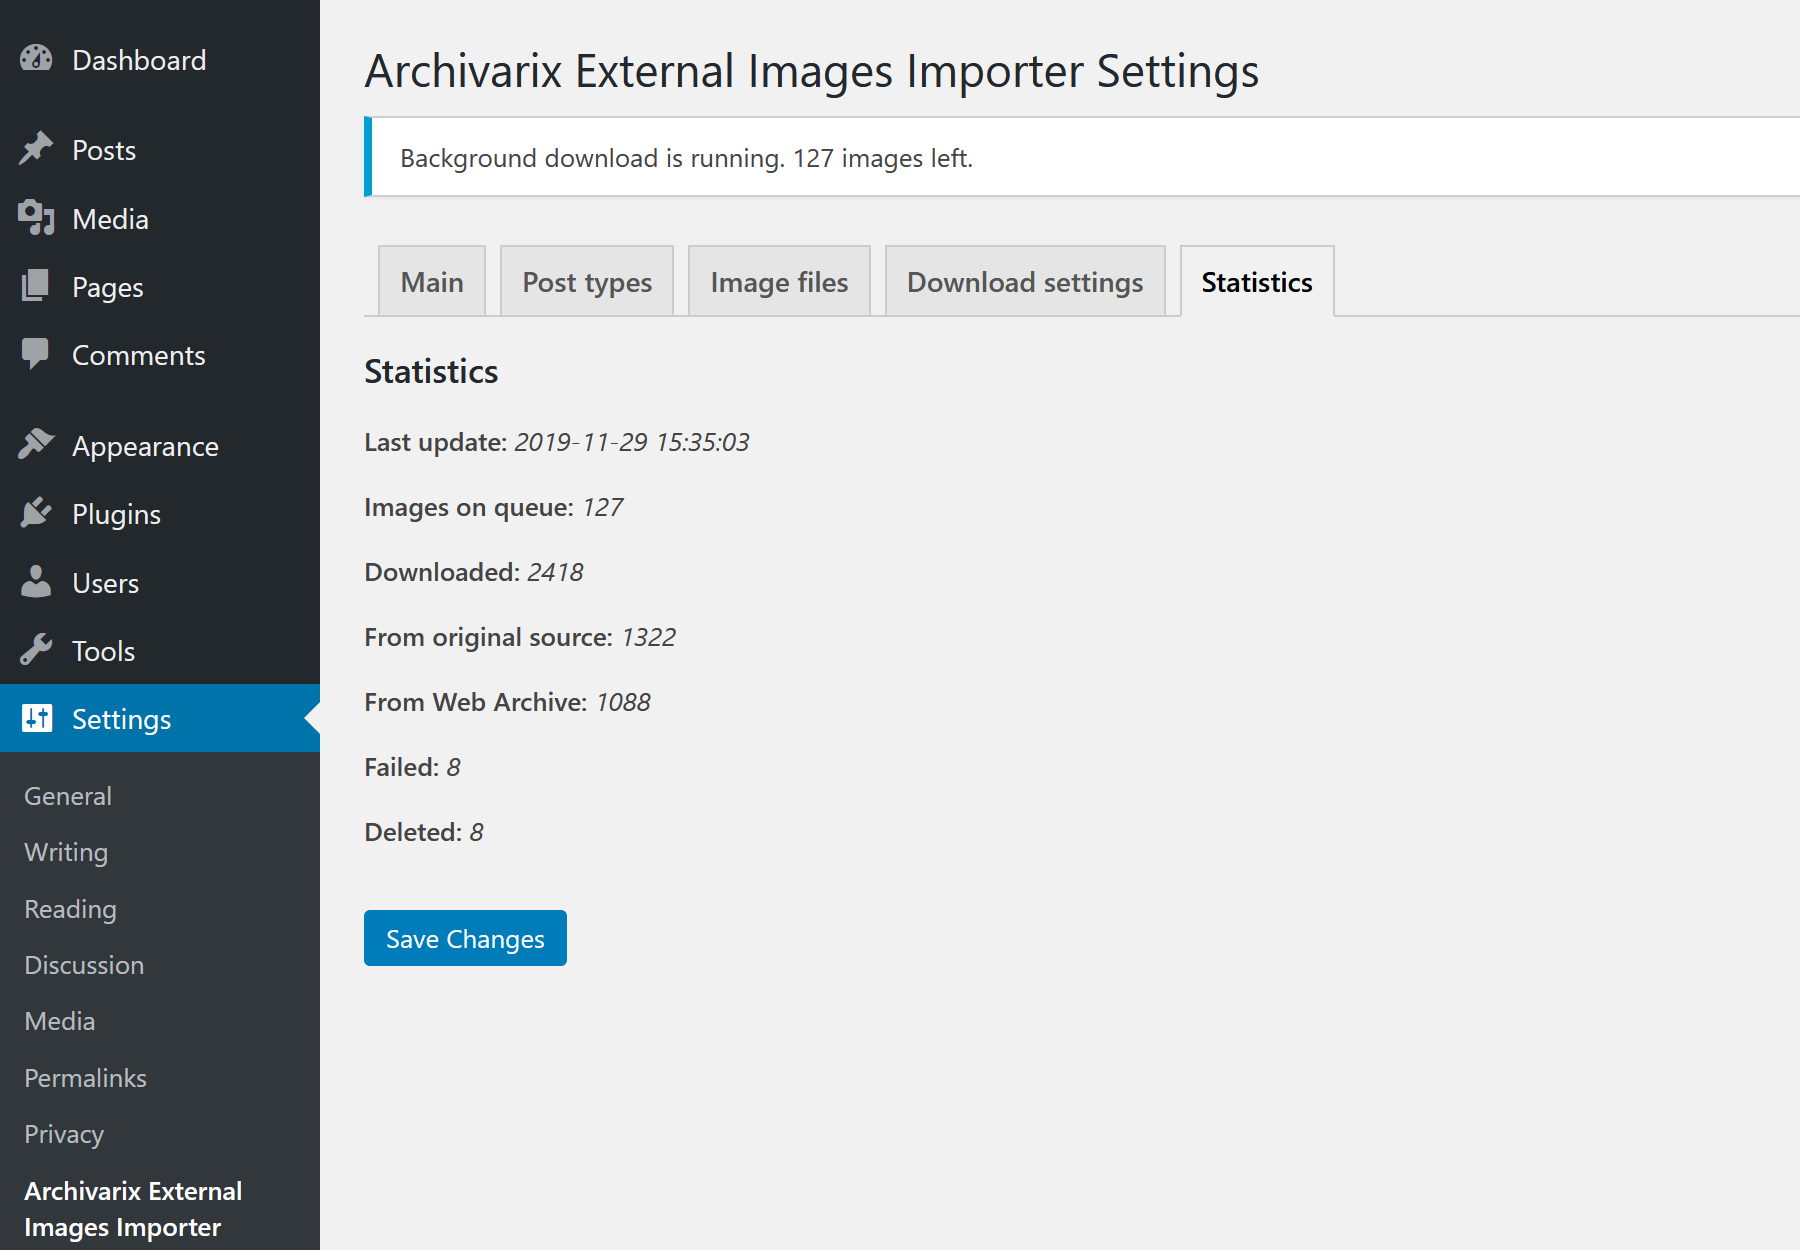 Dashboard
Posts
Media
Pages
Comments
Appearance
Plugins
Users
Tools
Settings
General
Writing
Reading
Discussion
Media
Permalinks
Privacy
Archivarix External
Images Importer
Archivarix External Images Importer Settings
Background download is running. 127 images left.
Main Post types Image files Download settings Statistics
Statistics
Last update: 2019-11-29 15:35:03
Images on queue: 127
Downloaded: 2418
From original source: 1322
From Web Archive: 1088
Failed: 8
Deleted: 8
Save Changes